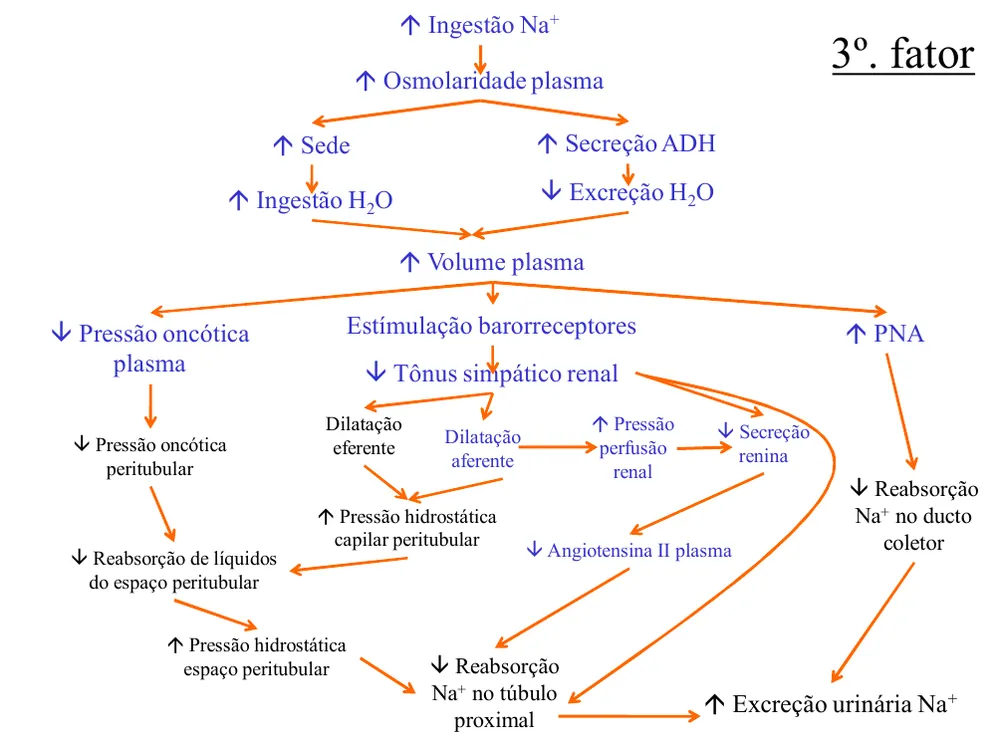 ↑ Ingestão Na⁺
3º. fator
↑ Osmolaridade plasma
↑ Sede
↑ Secreção ADH
↑ Ingestão H₂O
↓ Excreção H₂O
↑ Volume plasma
↓ Pressão oncótica
plasma
Estímulação barorreceptores
↑ PNA
↓ Tônus simpático renal
↓ Pressão oncótica
peritubular
Dilatação
eferente
Dilatação
aferente
↑ Pressão
perfusão
renal
↓ Secreção
renina
↓ Reabsorção
Na⁺ no ducto
coletor
↑ Pressão hidrostática
capilar peritubular
↓ Angiotensina II plasma
↓ Reabsorção de líquidos
do espaço peritubular
↑ Pressão hidrostática
espaço peritubular
↓ Reabsorção
Na⁺ no túbulo
proximal
↑ Excreção urinária Na⁺